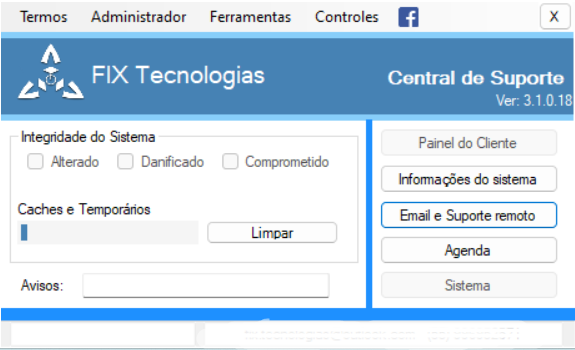 Termos Administrador Ferramentas Controles f X
FIX Tecnologias
Central de Suporte
Ver: 3.1.0.18
Integridade do Sistema
Alterado Danificado Comprometido
Caches e Temporários
Limpar
Avisos:
Painel do Cliente
Informações do sistema
Email e Suporte remoto
Agenda
Sistema